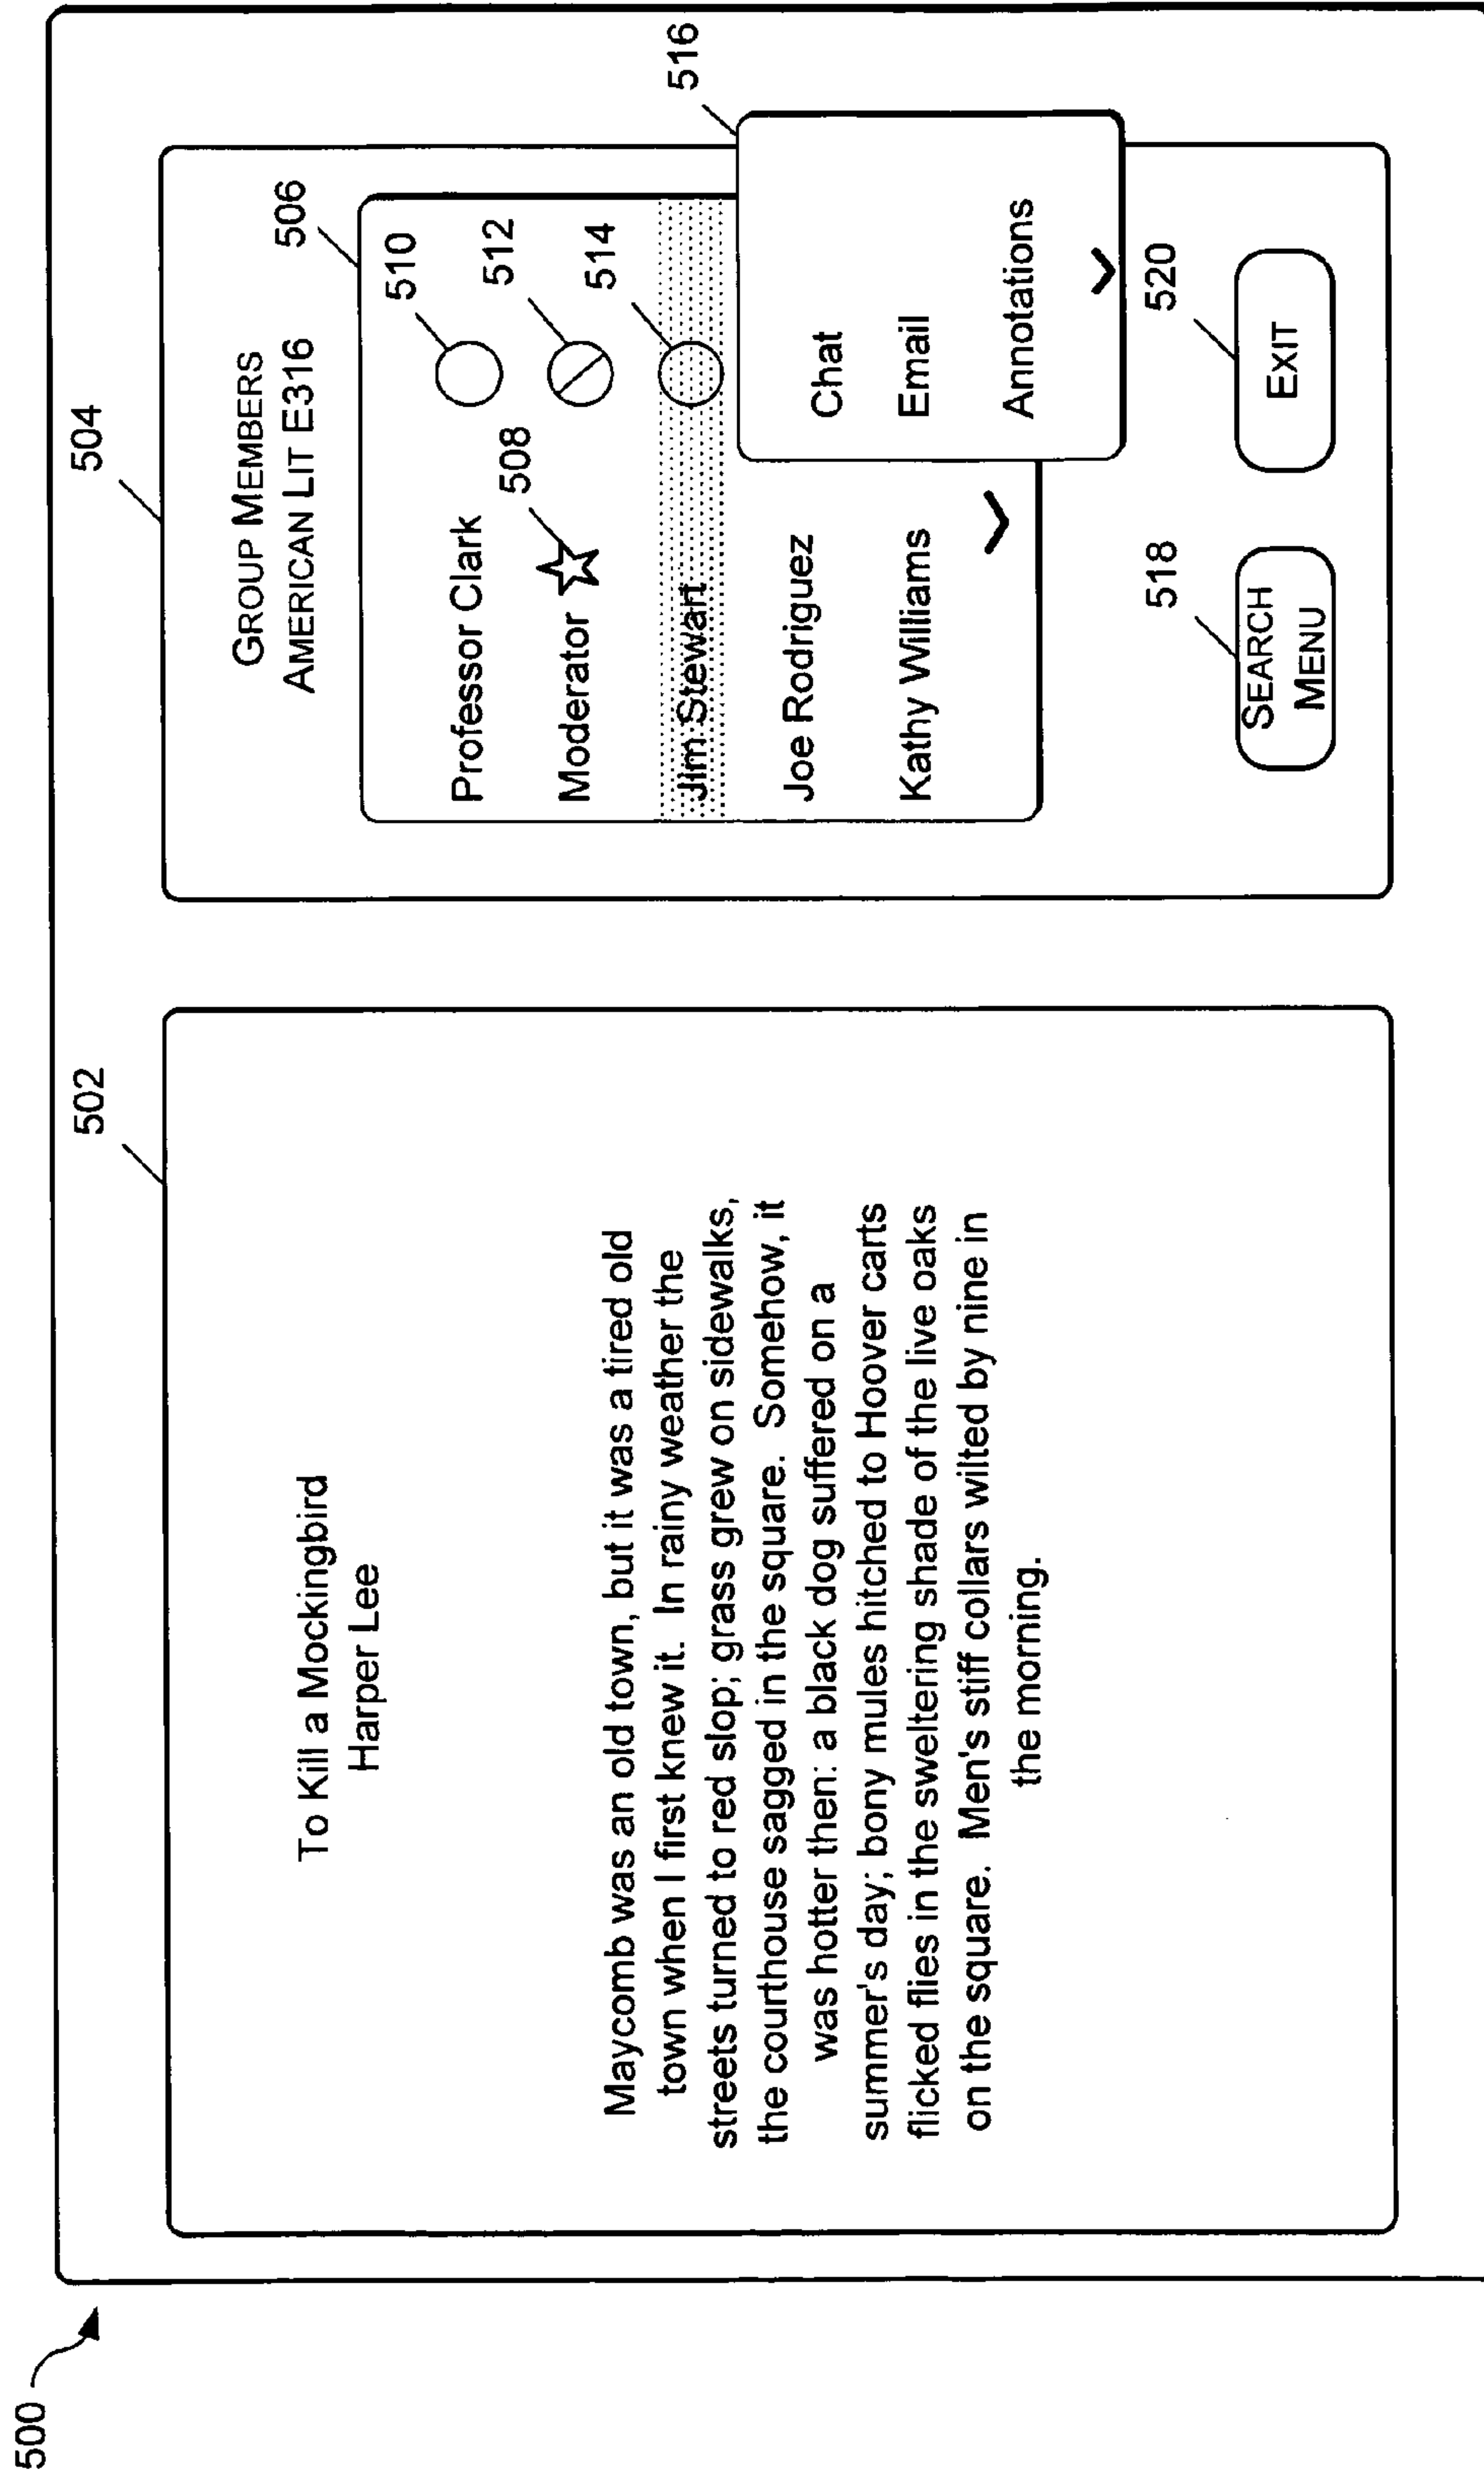 500
502
To Kill a Mockingbird
Harper Lee
Maycomb was an old town, but it was a tired old
town when I first knew it. In rainy weather the
streets turned to red slop; grass grew on sidewalks,
the courthouse sagged in the square. Somehow, it
was hotter then: a black dog suffered on a
summer's day; bony mules hitched to Hoover carts
flicked flies in the sweltering shade of the live oaks
on the square. Men's stiff collars wilted by nine in
the morning.
504
GROUP MEMBERS
AMERICAN LIT E316
506
Professor Clark
510
Moderator
508
512
Jim Stewart
514
Joe Rodriguez
Kathy Williams
516
Chat
Email
Annotations
518
SEARCH
MENU
520
EXIT